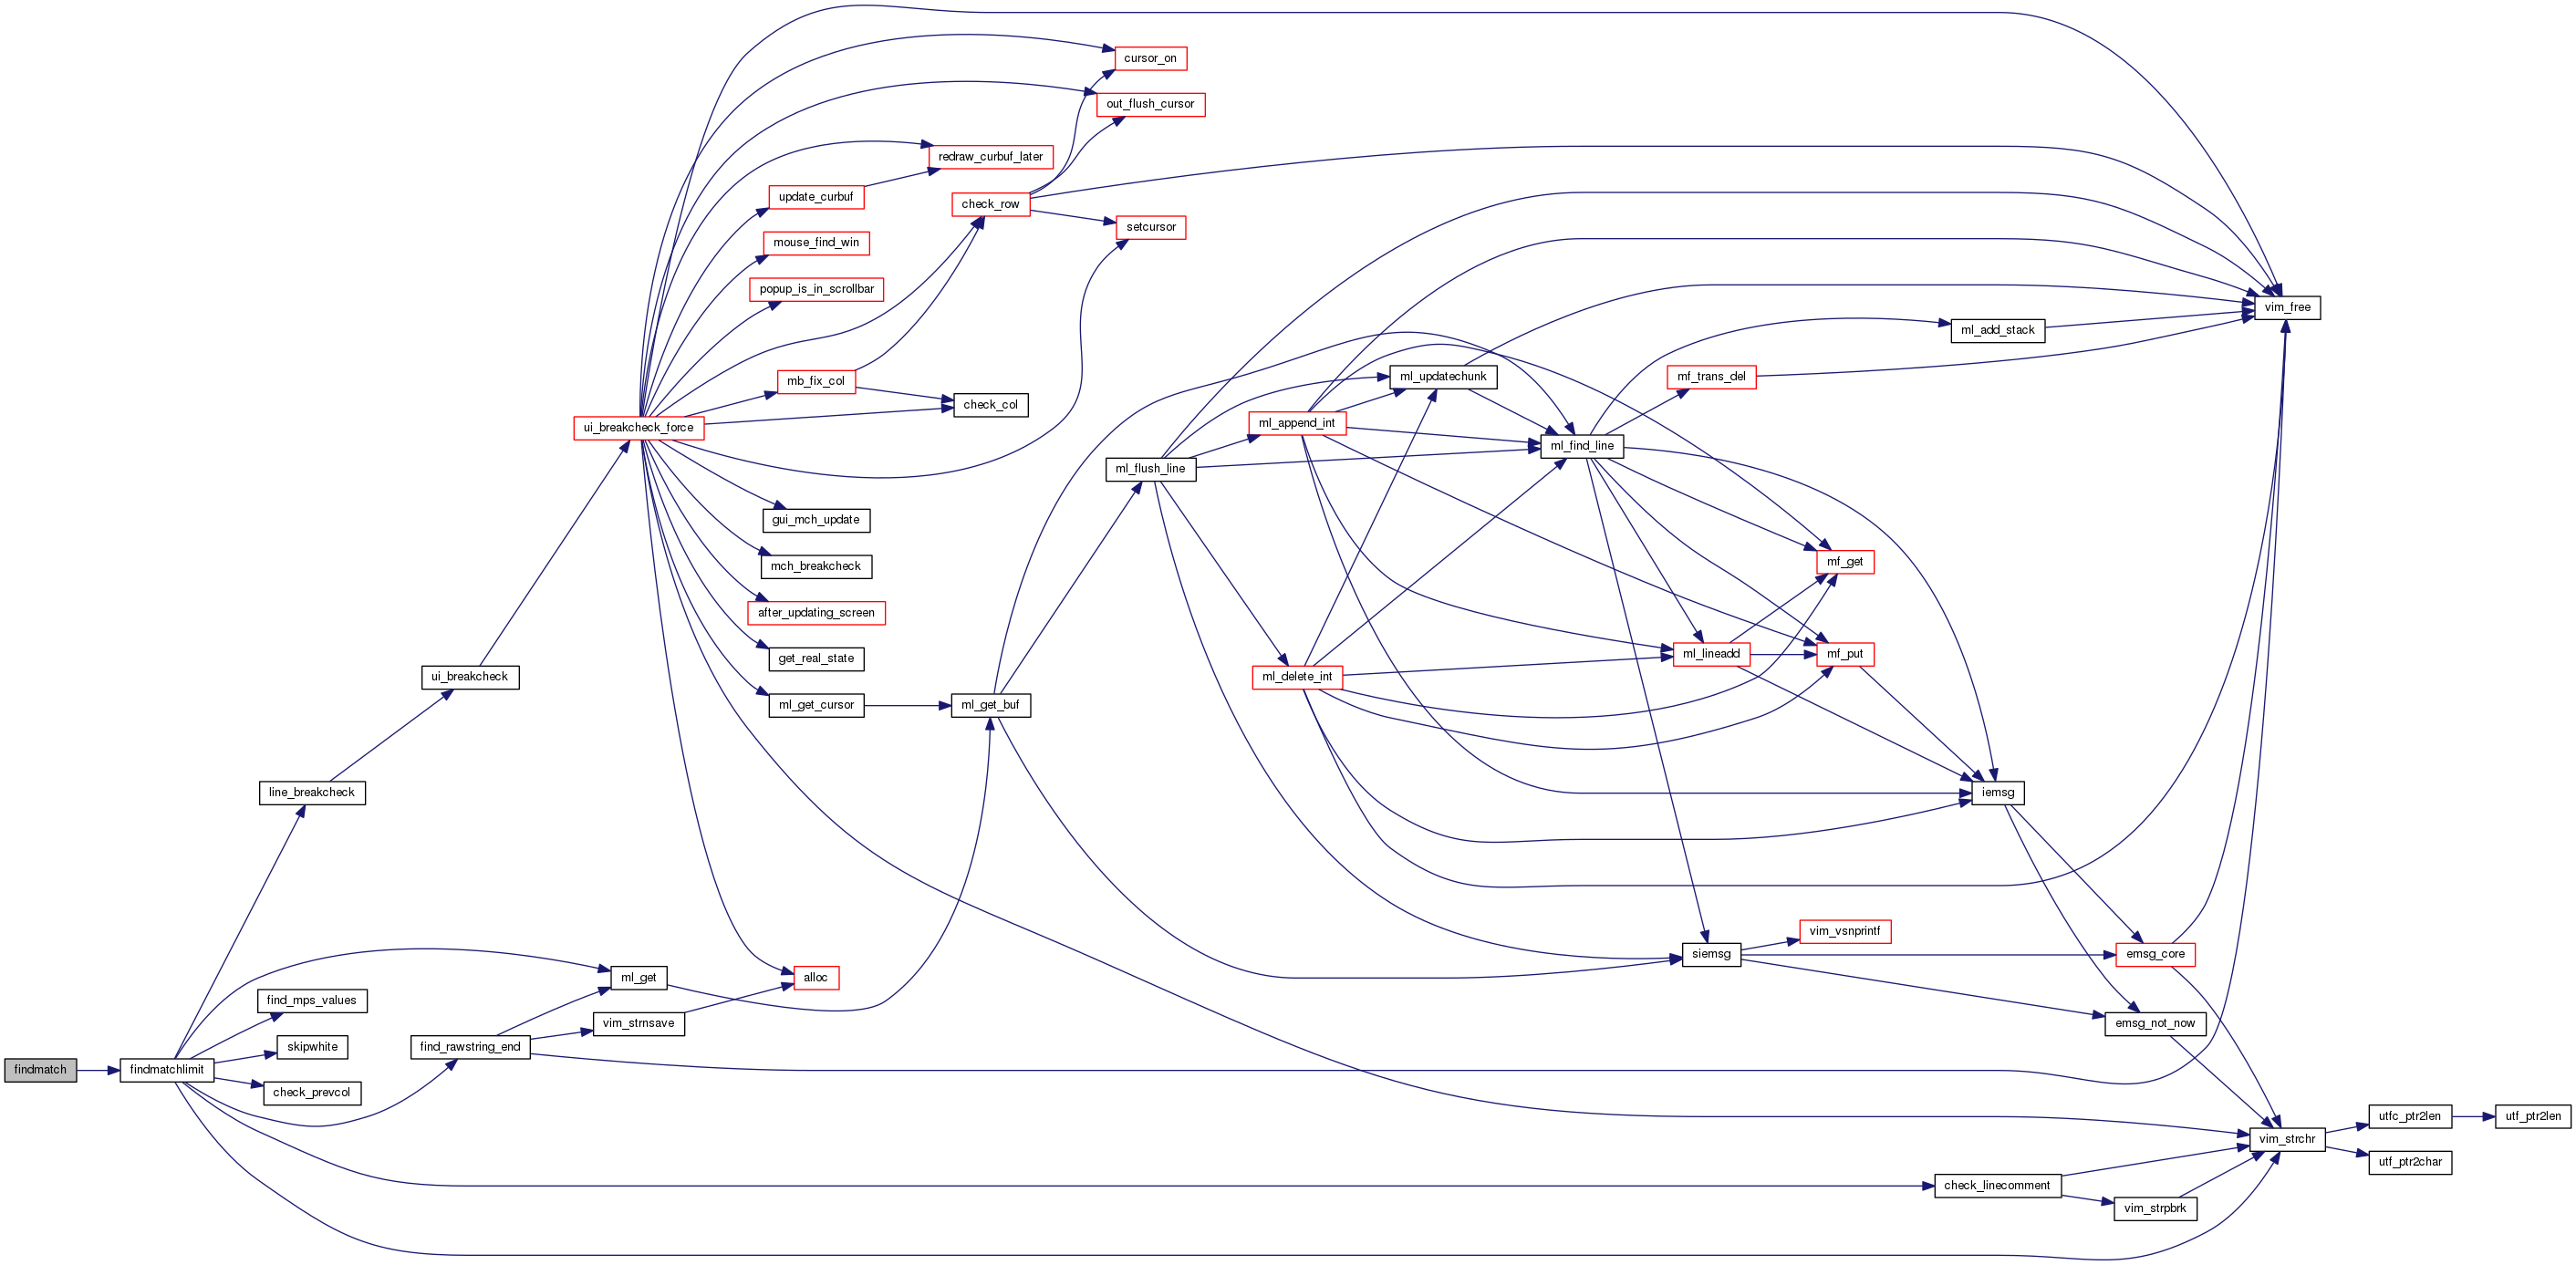 findmatch
findmatchlimit
line_breakcheck
find_mps_values
skipwhite
check_prevcol
ui_breakcheck
find_rawstring_end
ui_breakcheck_force
ml_get
vim_strnsave
update_curbuf
mouse_find_win
popup_is_in_scrollbar
mb_fix_col
gui_mch_update
mch_breakcheck
after_updating_screen
get_real_state
ml_get_cursor
alloc
redraw_curbuf_later
check_row
check_col
ml_get_buf
cursor_on
out_flush_cursor
setcursor
ml_flush_line
ml_append_int
ml_delete_int
ml_updatechunk
ml_find_line
mf_trans_del
ml_lineadd
siemsg
mf_get
mf_put
vim_vsnprintf
ml_add_stack
iemsg
check_linecomment
emsg_core
emsg_not_now
vim_strpbrk
vim_free
vim_strchr
utfc_ptr2len
utf_ptr2char
utf_ptr2len